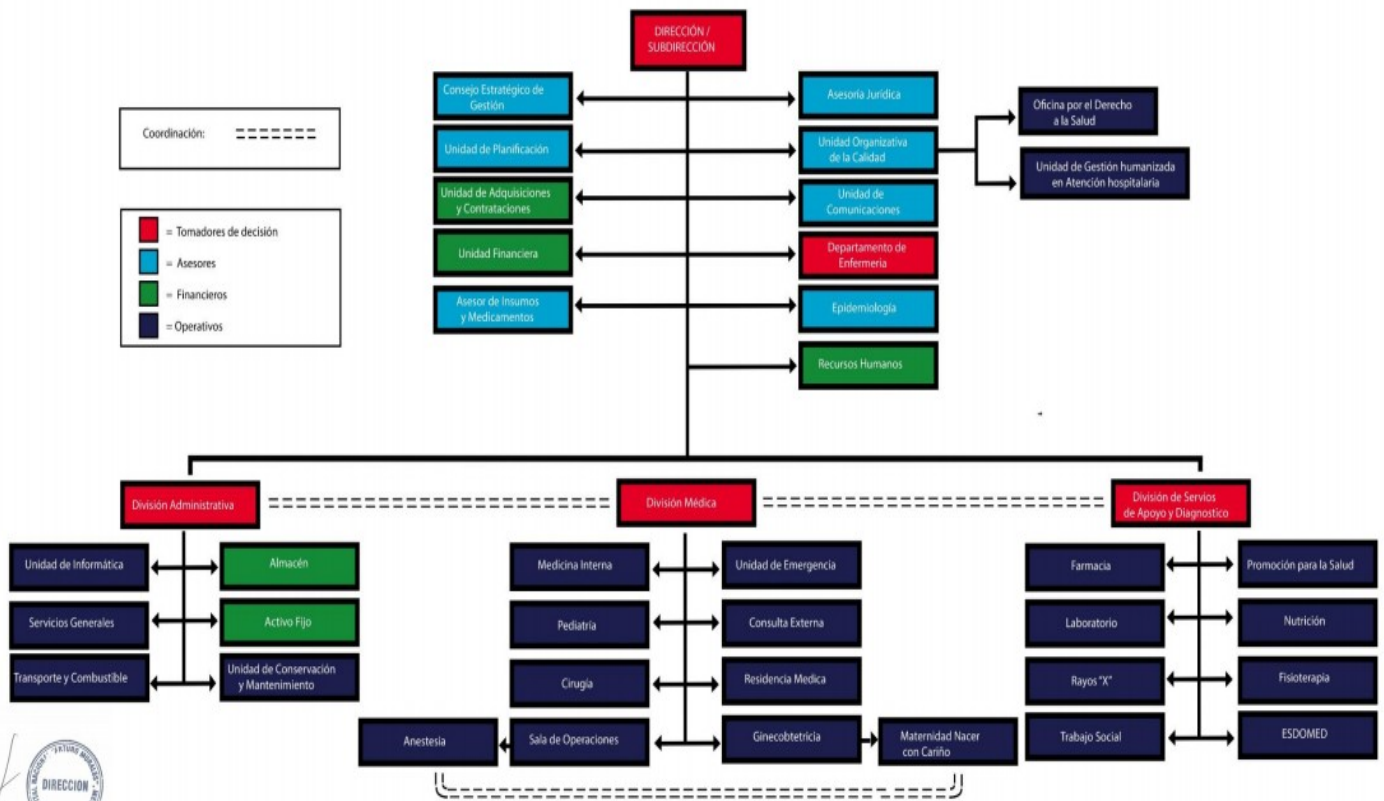 DIRECCIÓN /
SUBDIRECCIÓN
Consejo Estratégico de
Gestión
Asesoría Jurídica
Oficina por el Derecho
a la Salud
Coordinación:
Unidad de Planificación
Unidad Organizativa
de la Calidad
Unidad de Gestión humanizada
en Atención hospitalaria
Unidad de Adquisiciones
y Contrataciones
Unidad de
Comunicaciones
= Tomadores de decisión
= Asesores
= Financieros
= Operativos
Unidad Financiera
Departamento de
Enfermería
Asesor de Insumos
y Medicamentos
Epidemiología
Recursos Humanos
División Administrativa
División Médica
División de Servios
de Apoyo y Diagnostico
Unidad de Informática
Almacén
Servicios Generales
Activo Fijo
Transporte y Combustible
Unidad de Conservación
y Mantenimiento
Medicina Interna
Unidad de Emergencia
Pediatría
Consulta Externa
Cirugía
Residencia Medica
Anestesia
Sala de Operaciones
Ginecobtetricia
Maternidad Nacer
con Cariño
Farmacia
Promoción para la Salud
Laboratorio
Nutrición
Rayos "X"
Fisioterapia
Trabajo Social
ESDOMED
DIRECCION